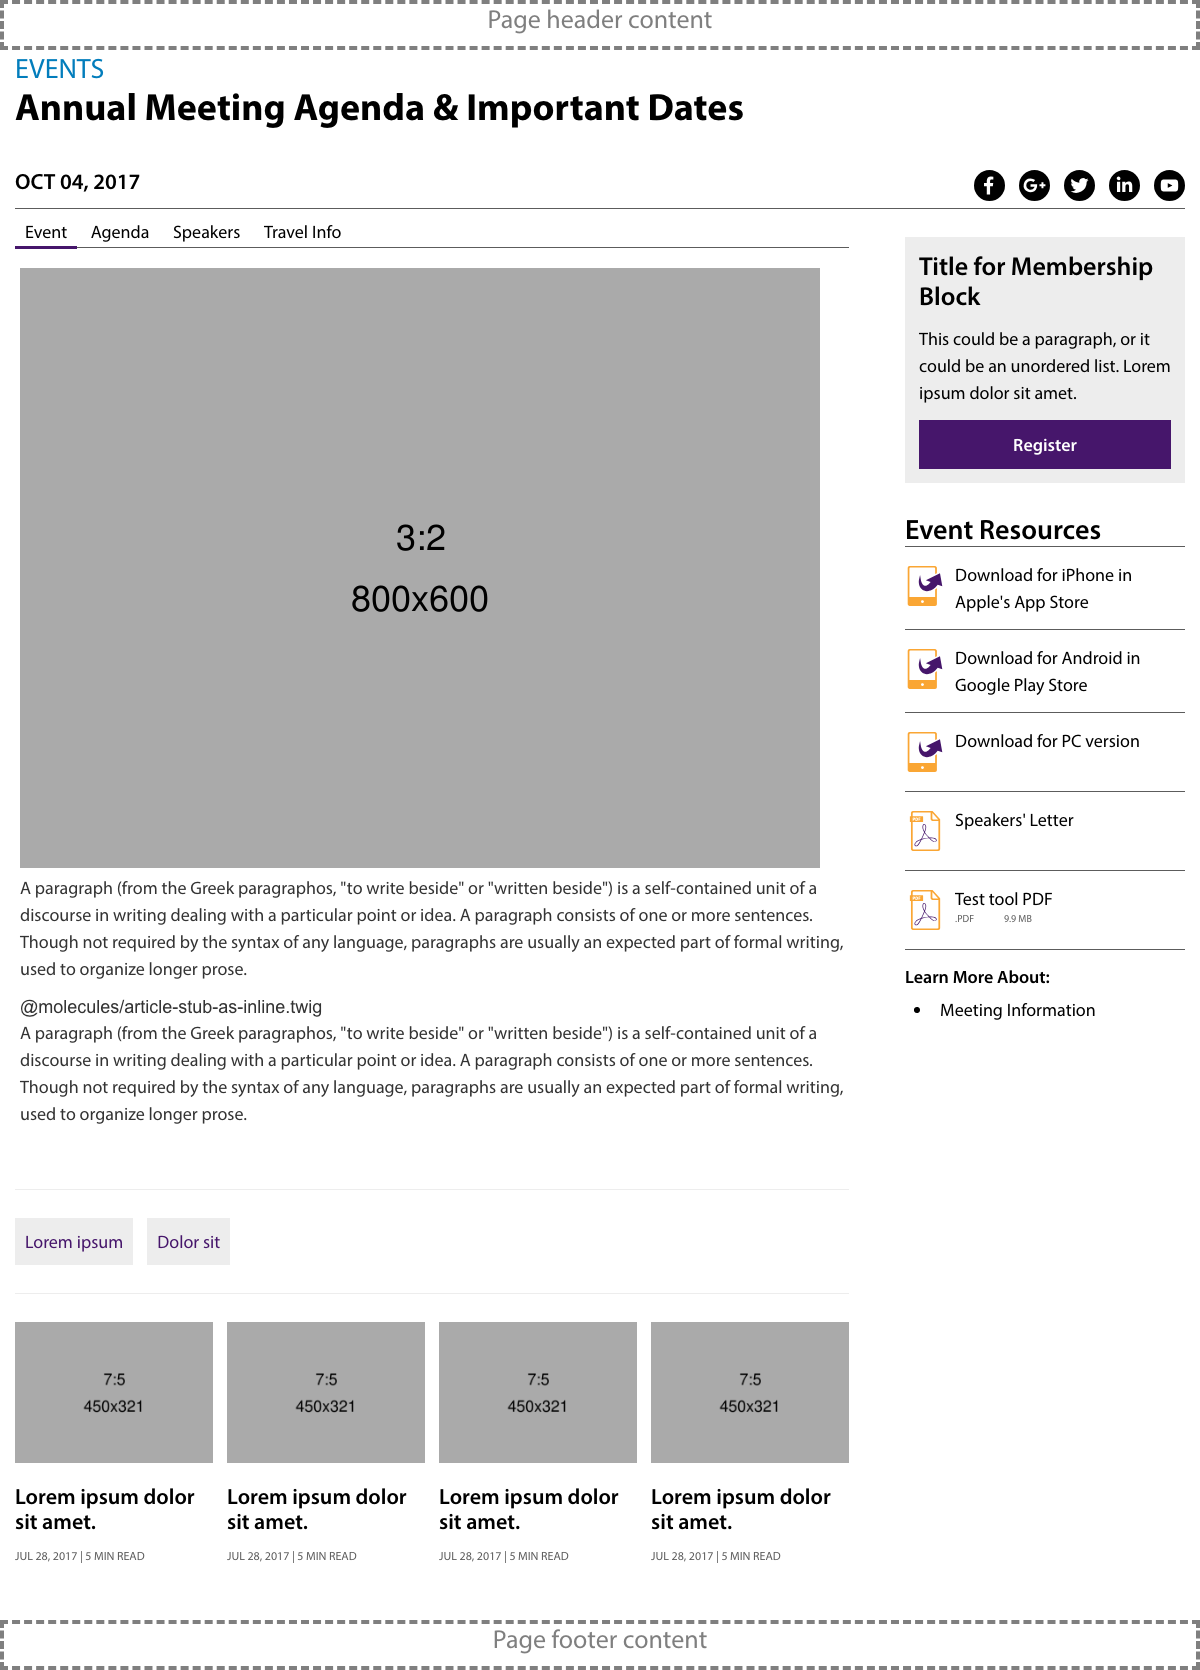 Page header content
EVENTS
Annual Meeting Agenda & Important Dates
OCT 04, 2017
Event Agenda Speakers Travel Info
3:2
800x600
A paragraph (from the Greek paragraphos, "to write beside" or "written beside") is a self-contained unit of a
discourse in writing dealing with a particular point or idea. A paragraph consists of one or more sentences.
Though not required by the syntax of any language, paragraphs are usually an expected part of formal writing,
used to organize longer prose.
@molecules/article-stub-as-inline.twig
A paragraph (from the Greek paragraphos, "to write beside" or "written beside") is a self-contained unit of a
discourse in writing dealing with a particular point or idea. A paragraph consists of one or more sentences.
Though not required by the syntax of any language, paragraphs are usually an expected part of formal writing,
used to organize longer prose.
Lorem ipsum Dolor sit
7:5
450x321
Lorem ipsum dolor
sit amet.
JUL 28, 2017 | 5 MIN READ
7:5
450x321
Lorem ipsum dolor
sit amet.
JUL 28, 2017 | 5 MIN READ
7:5
450x321
Lorem ipsum dolor
sit amet.
JUL 28, 2017 | 5 MIN READ
7:5
450x321
Lorem ipsum dolor
sit amet.
JUL 28, 2017 | 5 MIN READ
Title for Membership
Block
This could be a paragraph, or it
could be an unordered list. Lorem
ipsum dolor sit amet.
Register
Event Resources
Download for iPhone in
Apple's App Store
Download for Android in
Google Play Store
Download for PC version
PDF
Speakers' Letter
PDF
Test tool PDF
.PDF 9.9 MB
Learn More About:
• Meeting Information
Page footer content